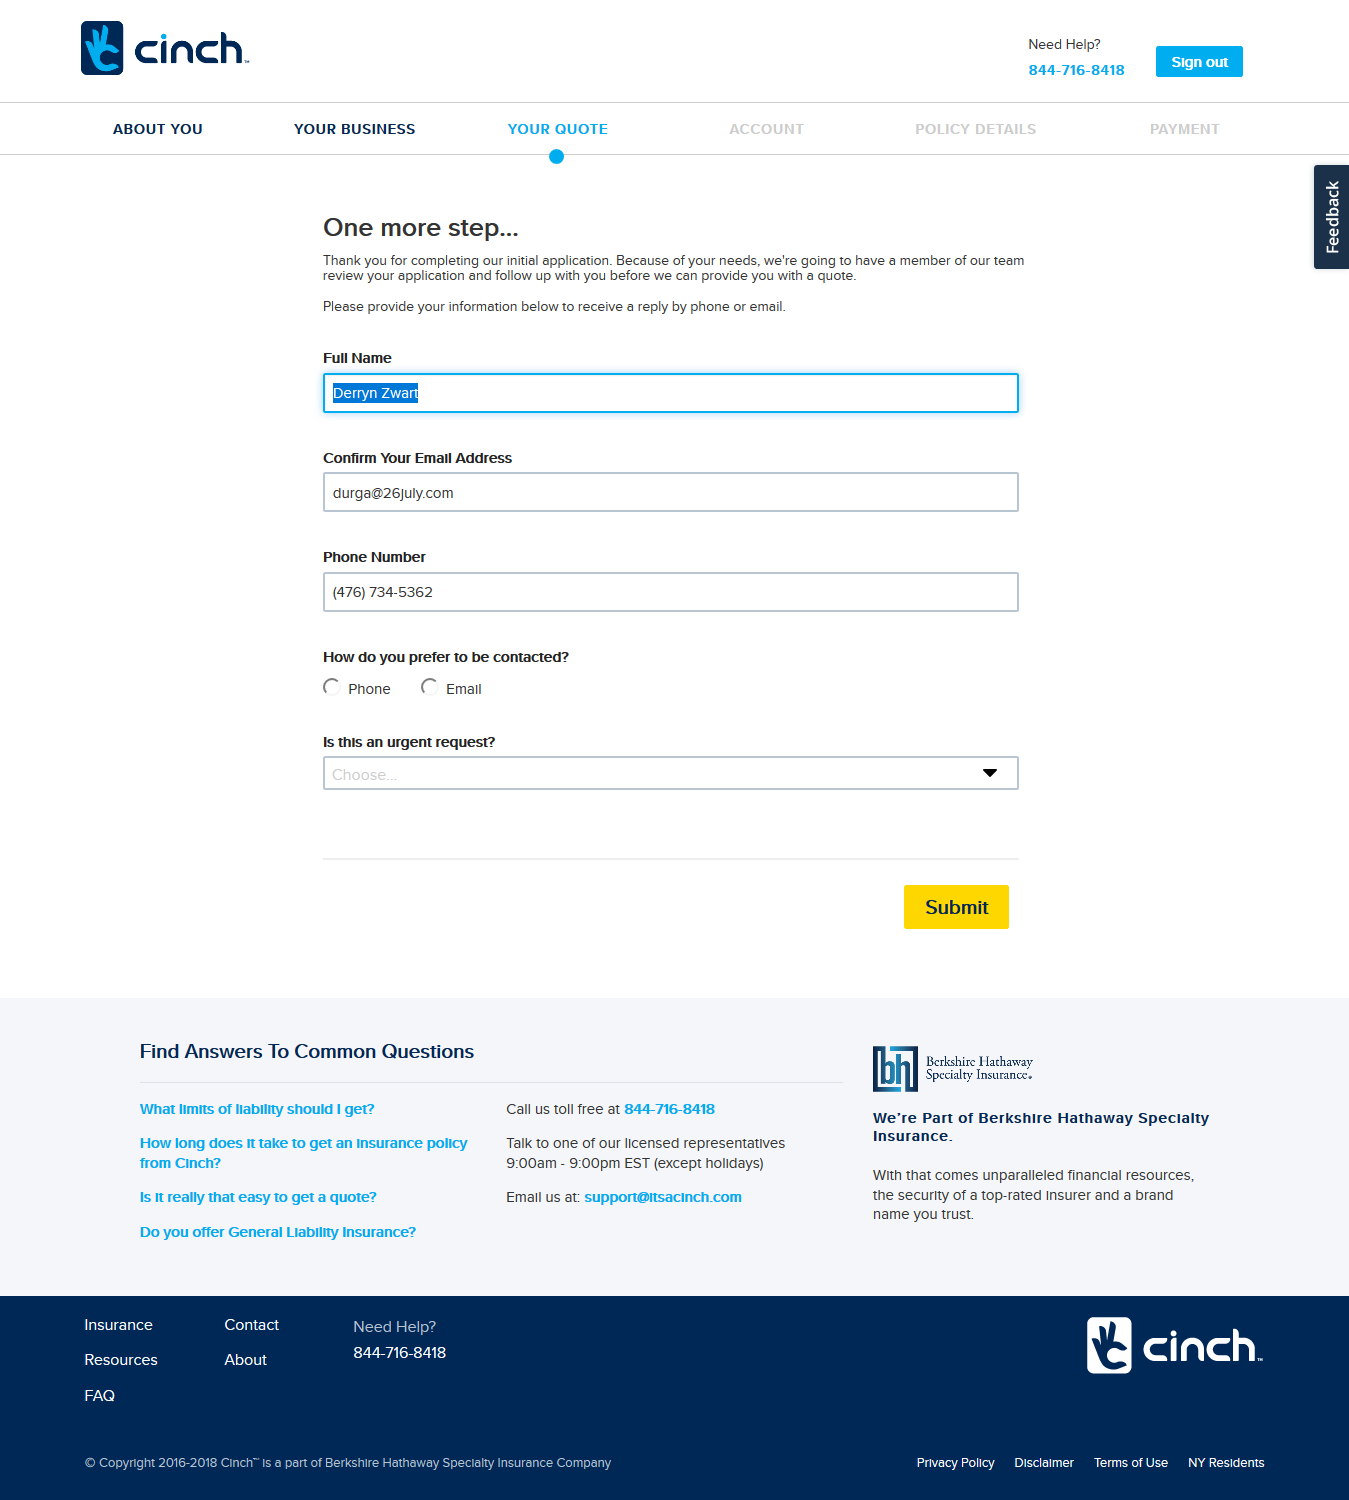 cinch™
Need Help?
844-716-8418
Sign out
ABOUT YOU
YOUR BUSINESS
YOUR QUOTE
ACCOUNT
POLICY DETAILS
PAYMENT
Feedback
One more step...
Thank you for completing our initial application. Because of your needs, we're going to have a member of our team
review your application and follow up with you before we can provide you with a quote.
Please provide your information below to receive a reply by phone or email.
Full Name
Derryn Zwart
Confirm Your Email Address
durga@26july.com
Phone Number
(476) 734-5362
How do you prefer to be contacted?
Phone Email
Is this an urgent request?
Choose...
Submit
Find Answers To Common Questions
What limits of liability should I get?
How long does it take to get an insurance policy
from Cinch?
Is it really that easy to get a quote?
Do you offer General Liability Insurance?
Call us toll free at 844-716-8418
Talk to one of our licensed representatives
9:00am - 9:00pm EST (except holidays)
Email us at: support@itsacinch.com
bh
Berkshire Hathaway
Specialty Insurance®
We're Part of Berkshire Hathaway Specialty
Insurance.
With that comes unparalleled financial resources,
the security of a top-rated insurer and a brand
name you trust.
Insurance
Resources
FAQ
Contact
About
Need Help?
844-716-8418
cinch™
© Copyright 2016-2018 Cinch™ is a part of Berkshire Hathaway Specialty Insurance Company
Privacy Policy
Disclaimer
Terms of Use
NY Residents